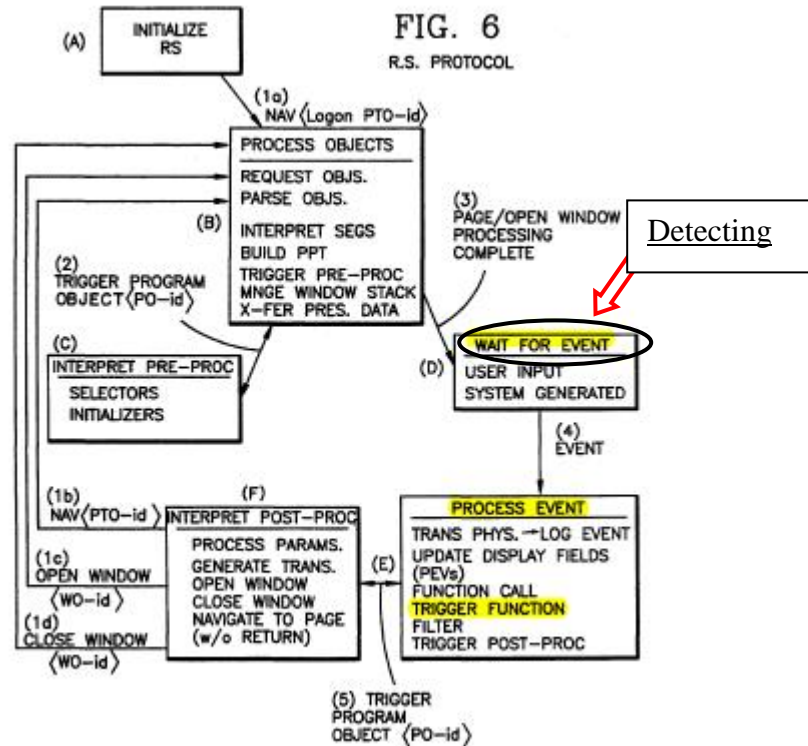 FIG. 6
R.S. PROTOCOL
(A)
INITIALIZE
RS
(1a)
NAV⟨Logon PTO-id⟩
(B)
PROCESS OBJECTS
REQUEST OBJS.
PARSE OBJS.
INTERPRET SEGS
BUILD PPT
TRIGGER PRE-PROC
MNGE WINDOW STACK
X-FER PRES. DATA
(2)
TRIGGER PROGRAM
OBJECT⟨PO-id⟩
(C)
INTERPRET PRE-PROC
SELECTORS
INITIALIZERS
(3)
PAGE/OPEN WINDOW
PROCESSING
COMPLETE
Detecting
(D)
WAIT FOR EVENT
USER INPUT
SYSTEM GENERATED
(4)
EVENT
(E)
PROCESS EVENT
TRANS PHYS.→LOG EVENT
UPDATE DISPLAY FIELDS
(PEVs)
FUNCTION CALL
TRIGGER FUNCTION
FILTER
TRIGGER POST-PROC
(5) TRIGGER
PROGRAM
OBJECT ⟨PO-id⟩
(F)
INTERPRET POST-PROC
PROCESS PARAMS.
GENERATE TRANS.
OPEN WINDOW
CLOSE WINDOW
NAVIGATE TO PAGE
(w/o RETURN)
(1b)
NAV⟨PTO-id⟩
(1c)
OPEN WINDOW
⟨WO-id⟩
(1d)
CLOSE WINDOW
⟨WO-id⟩